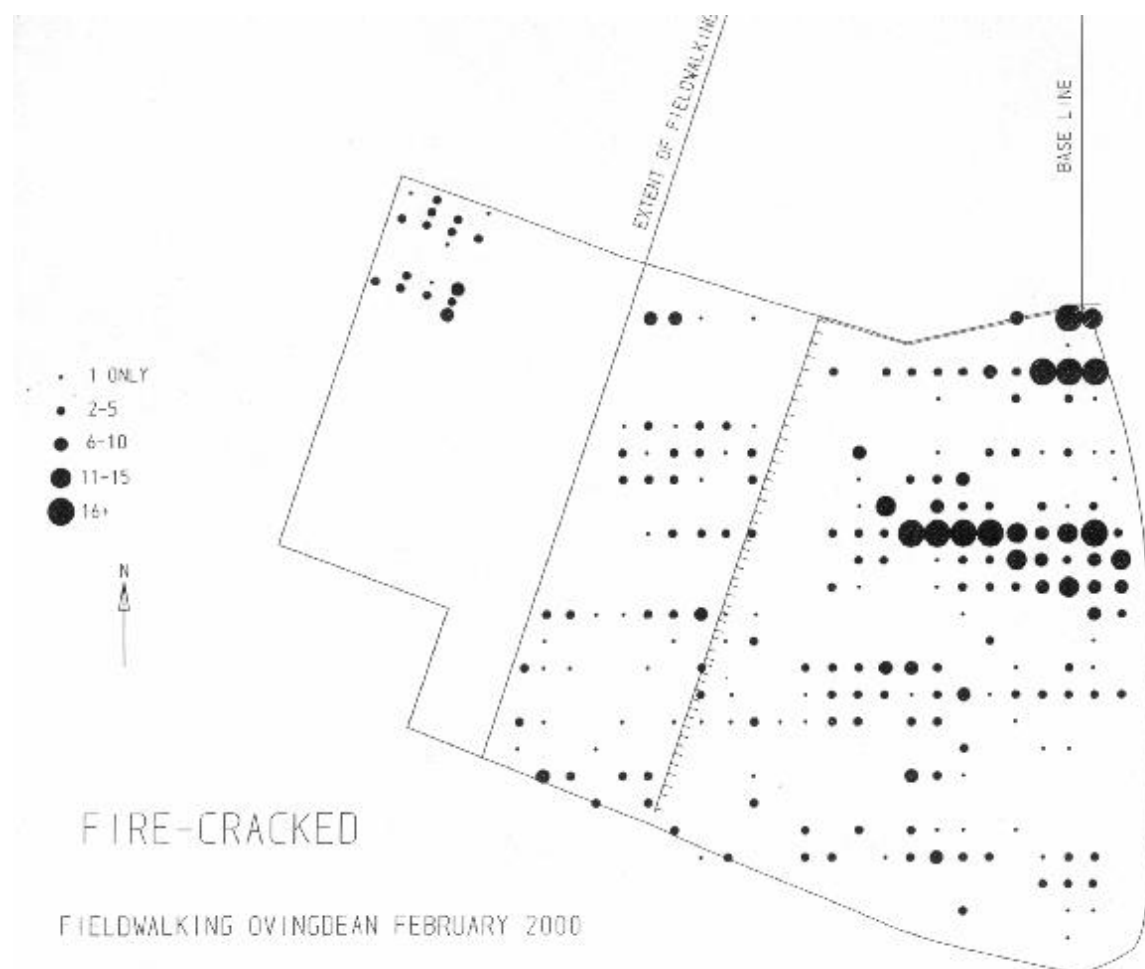 EXTENT OF FIELDWALKING
BASE LINE
1 ONLY
2-5
6-10
11-15
16+
N
FIRE-CRACKED
FIELDWALKING OVINGDEAN FEBRUARY 2000